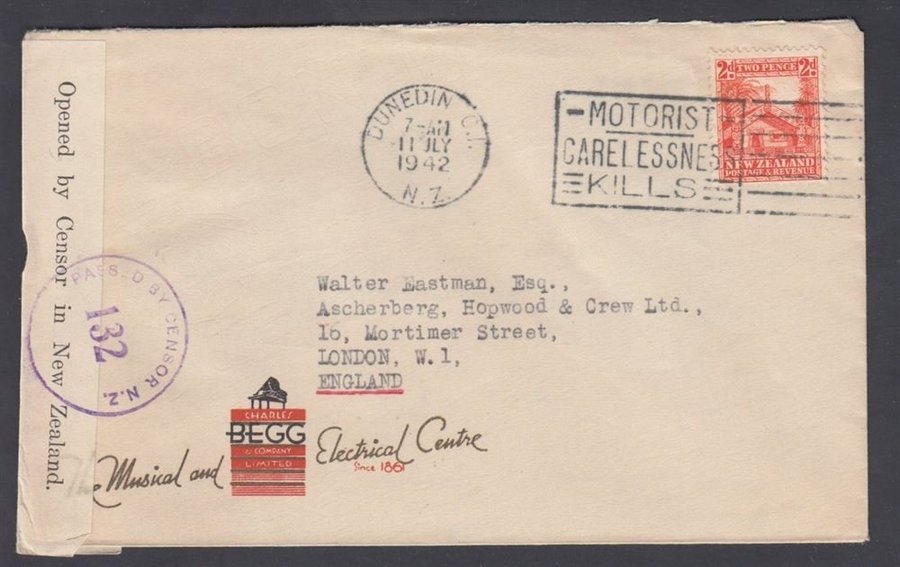 Opened by Censor in New Zealand.
PASSED BY CENSOR N.Z.
132
DUNEDIN
7-AM
11 JLY
1942
N.Z.
MOTORIST
CARELESSNESS
KILLS
2d TWO PENCE 2d
NEW ZEALAND
POSTAGE & REVENUE
Walter Eastman, Esq.,
Ascherberg, Hopwood & Crew Ltd.,
16, Mortimer Street,
LONDON, W.1,
ENGLAND
CHARLES
BEGG
& COMPANY
LIMITED
The Musical and Electrical Centre
Since 1861